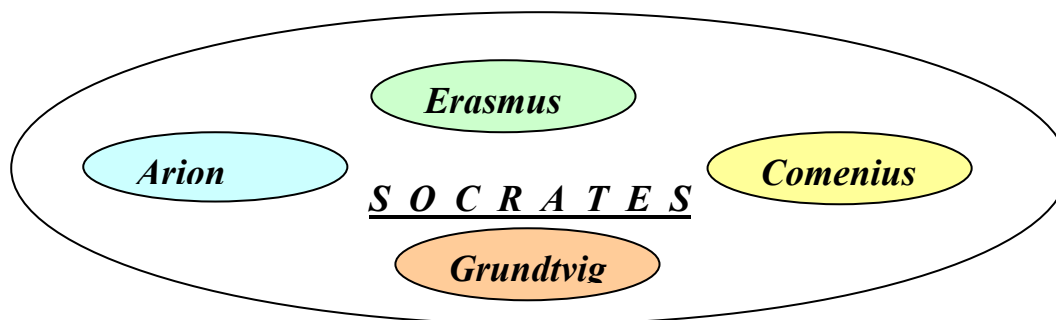 Erasmus
Arion
Comenius
S O C R A T E S
Grundtvig